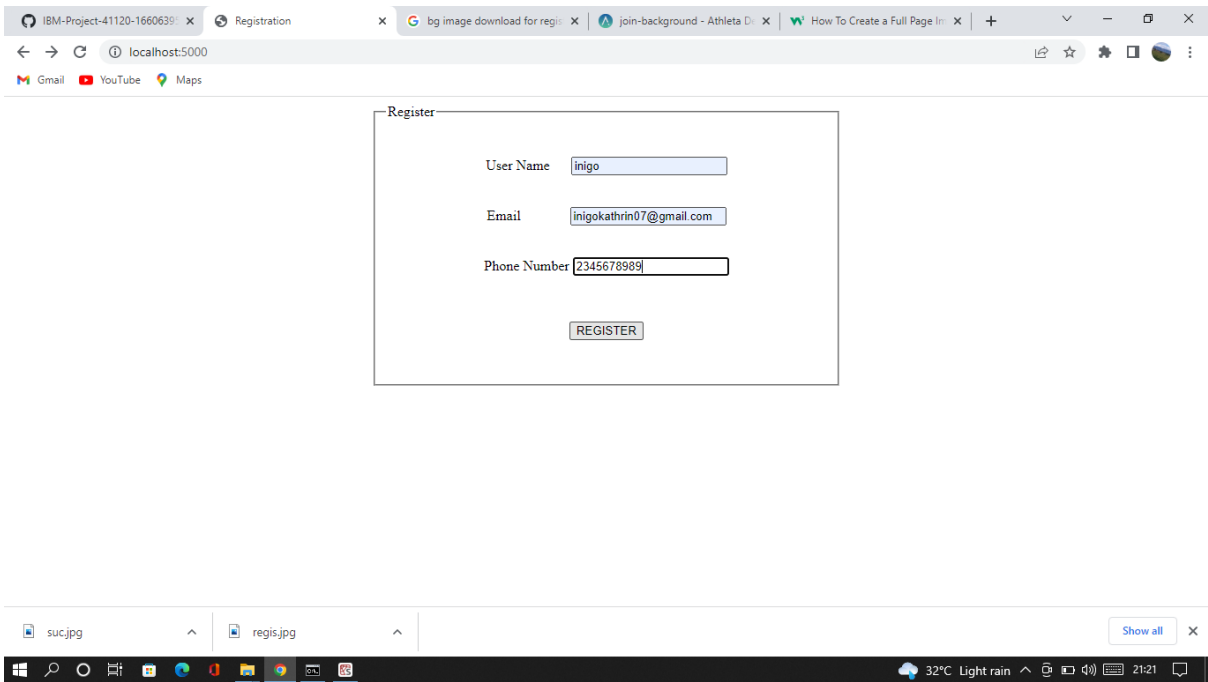 IBM-Project-41120-16606395
Registration
bg image download for regis
join-background - Athleta De
How To Create a Full Page Im
localhost:5000
Gmail YouTube Maps
Register
User Name inigo
Email inigokathrin07@gmail.com
Phone Number 2345678989
REGISTER
suc.jpg
regis.jpg
Show all
32°C Light rain
21:21